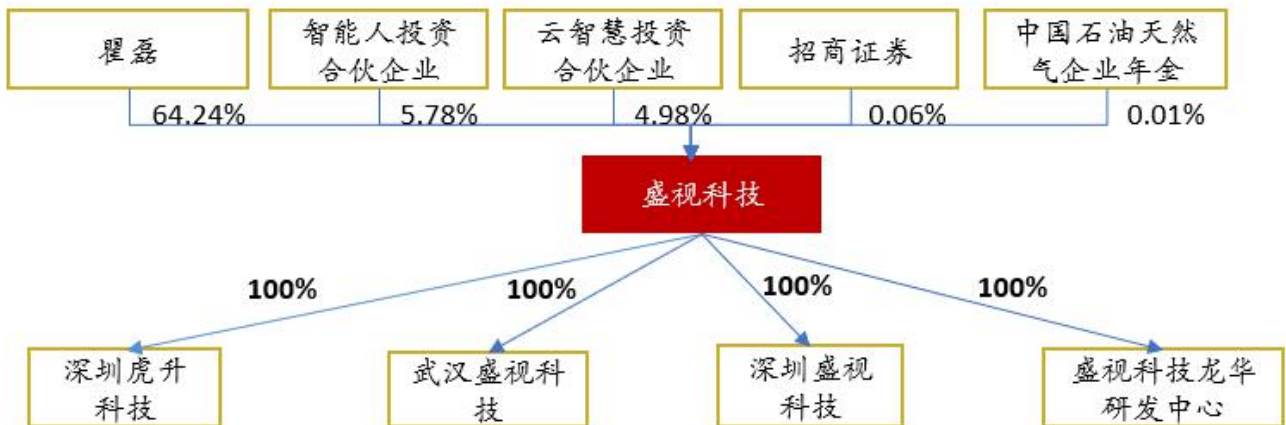 瞿磊
智能人投资
合伙企业
云智慧投资
合伙企业
招商证券
中国石油天然
气企业年金
64.24%
5.78%
4.98%
0.06%
0.01%
盛视科技
100%
100%
100%
100%
深圳虎升
科技
武汉盛视科
技
深圳盛视
科技
盛视科技龙华
研发中心